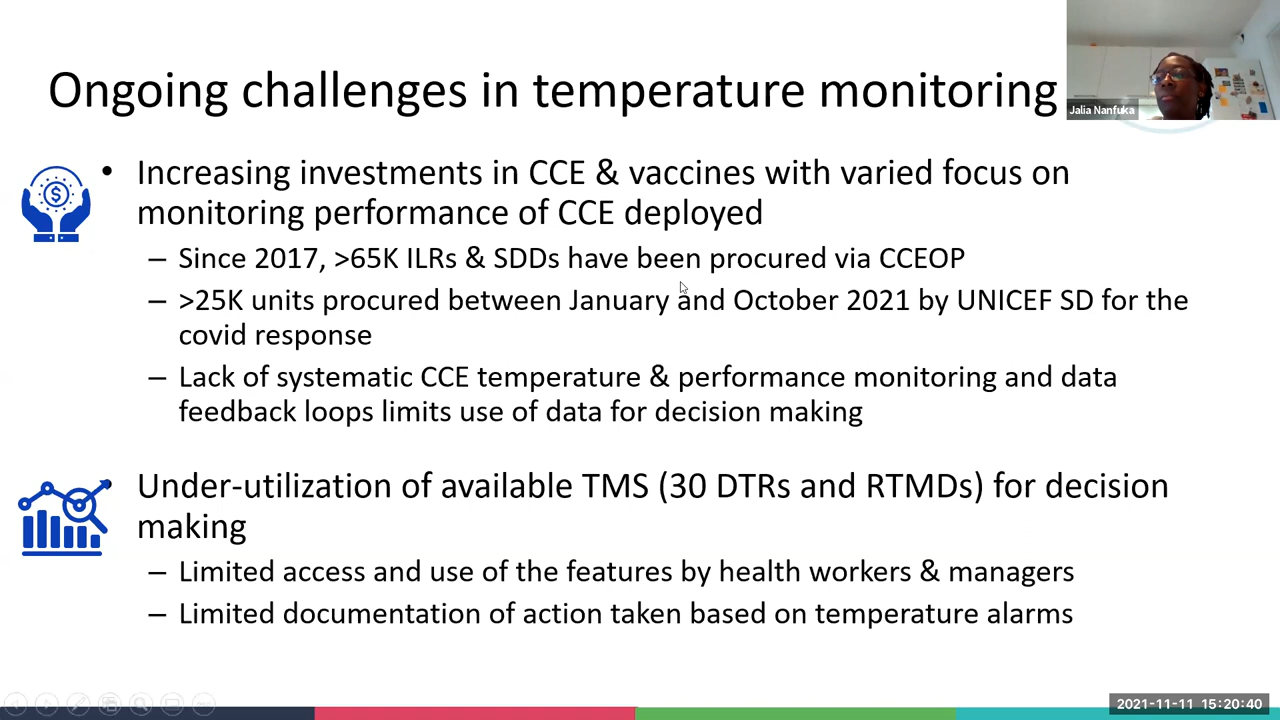 Ongoing challenges in temperature monitoring
Jalia Nanfuka
• Increasing investments in CCE & vaccines with varied focus on
monitoring performance of CCE deployed
– Since 2017, >65K ILRs & SDDs have been procured via CCEOP
– >25K units procured between January and October 2021 by UNICEF SD for the
covid response
– Lack of systematic CCE temperature & performance monitoring and data
feedback loops limits use of data for decision making
• Under-utilization of available TMS (30 DTRs and RTMDs) for decision
making
– Limited access and use of the features by health workers & managers
– Limited documentation of action taken based on temperature alarms
2021-11-11 15:20:40